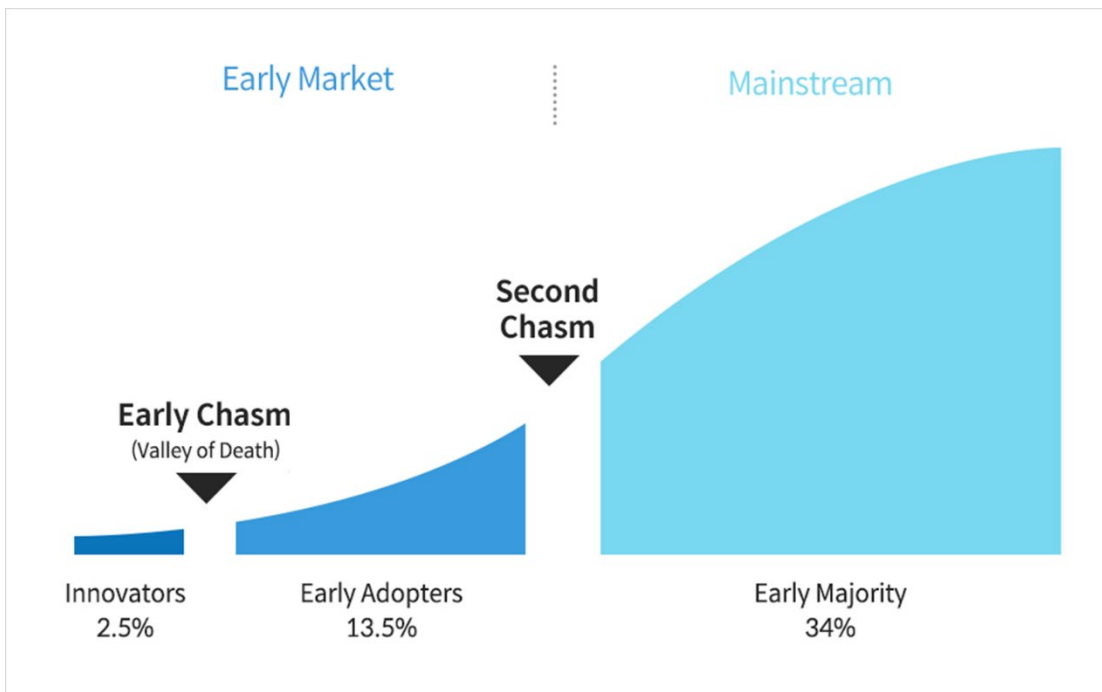 Early Market
Mainstream
Second
Chasm
Early Chasm
(Valley of Death)
Innovators
2.5%
Early Adopters
13.5%
Early Majority
34%